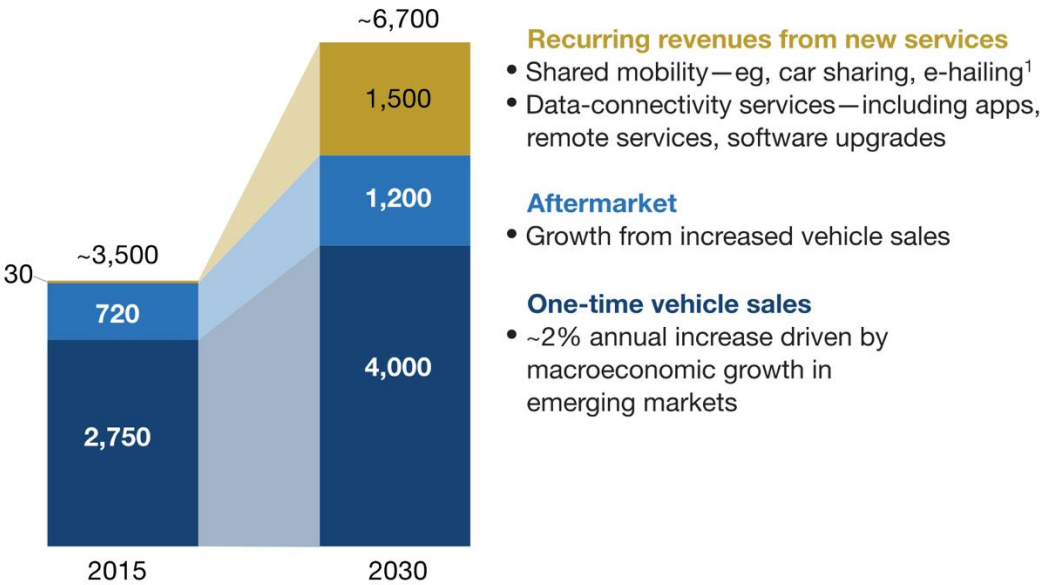 ~6,700
1,500
1,200
4,000
2030
~3,500
30
720
2,750
2015
Recurring revenues from new services
• Shared mobility—eg, car sharing, e-hailing¹
• Data-connectivity services—including apps,
remote services, software upgrades
Aftermarket
• Growth from increased vehicle sales
One-time vehicle sales
• ~2% annual increase driven by
macroeconomic growth in
emerging markets